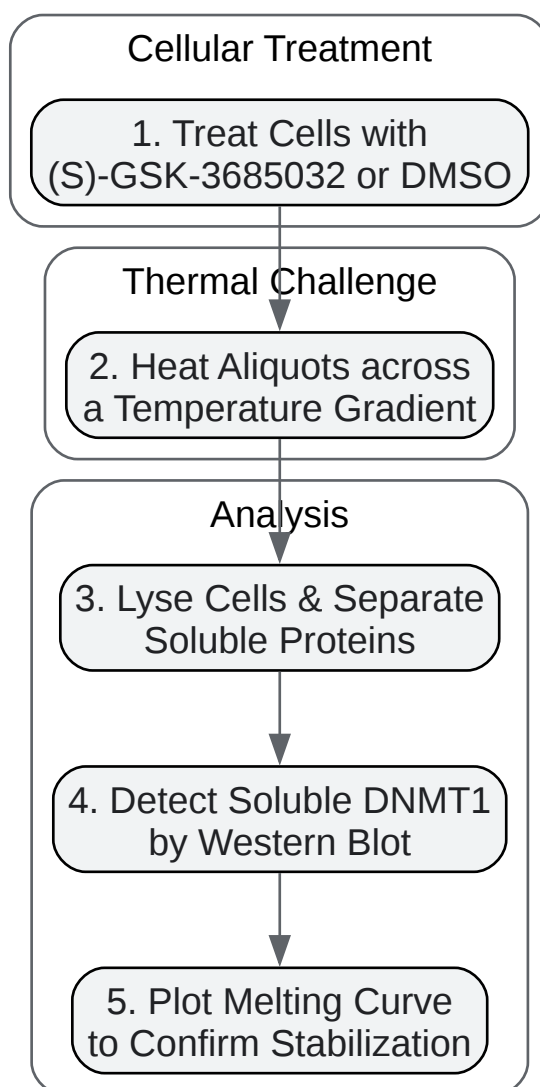 Cellular Treatment
1. Treat Cells with
(S)-GSK-3685032 or DMSO
Thermal Challenge
2. Heat Aliquots across
a Temperature Gradient
Analysis
3. Lyse Cells & Separate
Soluble Proteins
4. Detect Soluble DNMT1
by Western Blot
5. Plot Melting Curve
to Confirm Stabilization